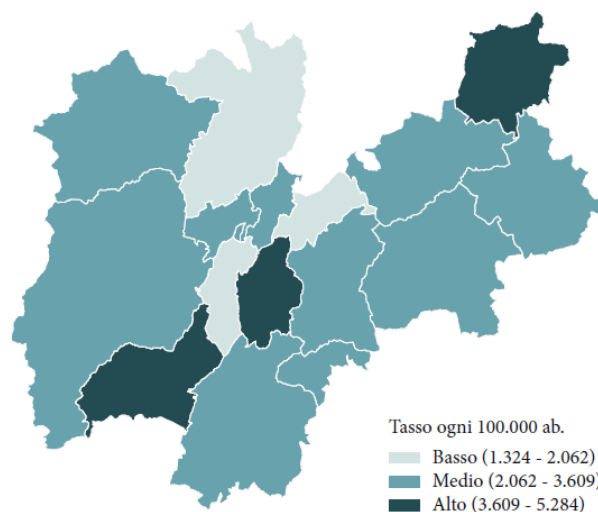 Tasso ogni 100.000 ab.
Basso (1.324 - 2.062)
Medio (2.062 - 3.609)
Alto (3.609 - 5.284)